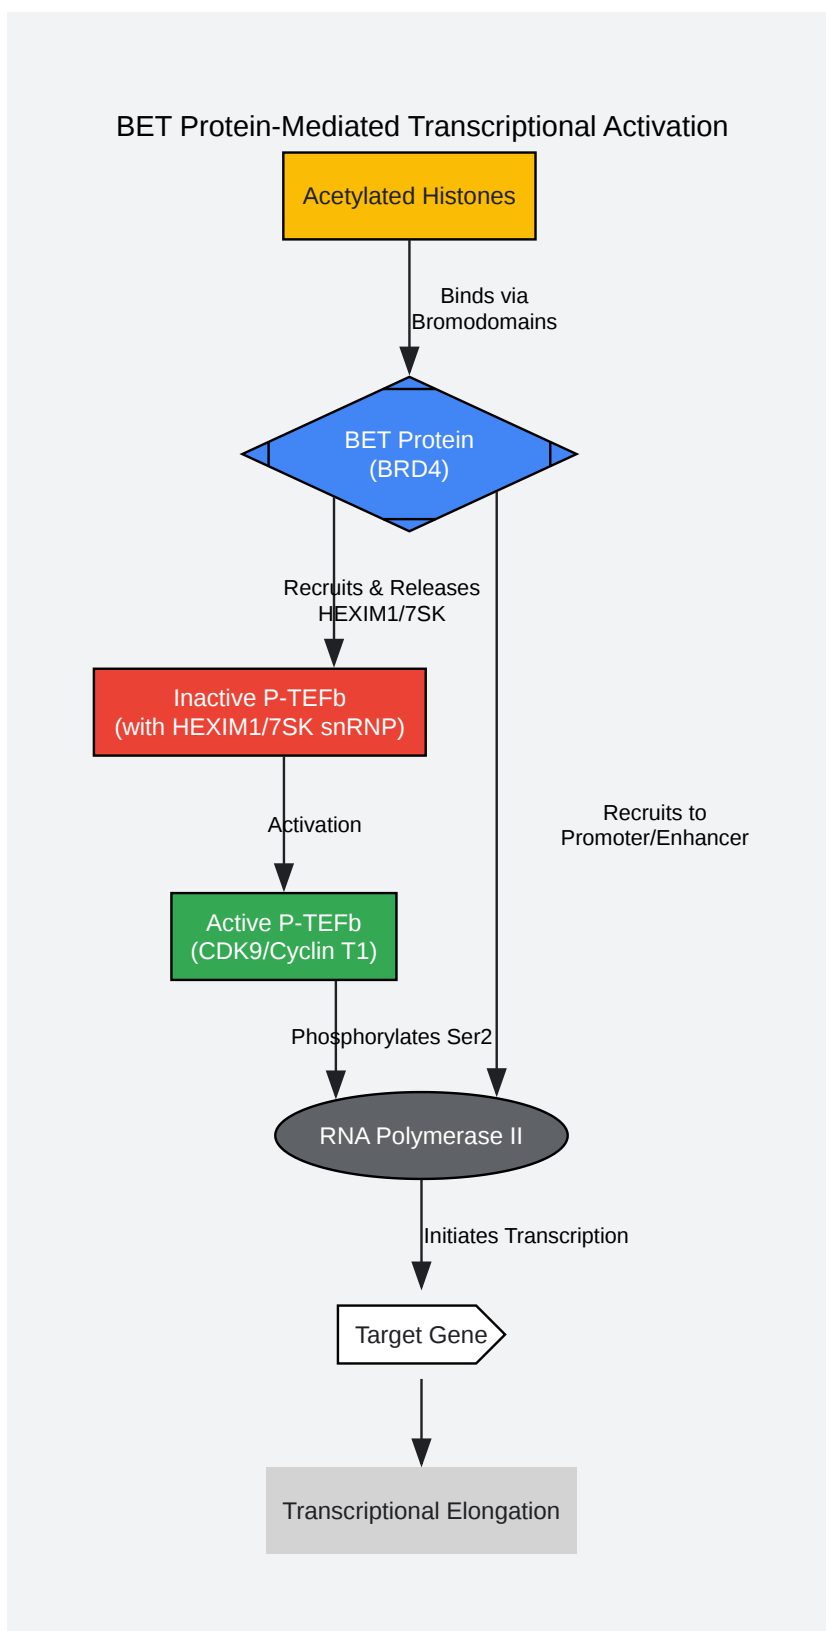 BET Protein-Mediated Transcriptional Activation
Acetylated Histones
Binds via
Bromodomains
BET Protein
(BRD4)
Recruits & Releases
HEXIM1/7SK
Inactive P-TEFb
(with HEXIM1/7SK snRNP)
Recruits to
Promoter/Enhancer
Activation
Active P-TEFb
(CDK9/Cyclin T1)
Phosphorylates Ser2
RNA Polymerase II
Initiates Transcription
Target Gene
Transcriptional Elongation